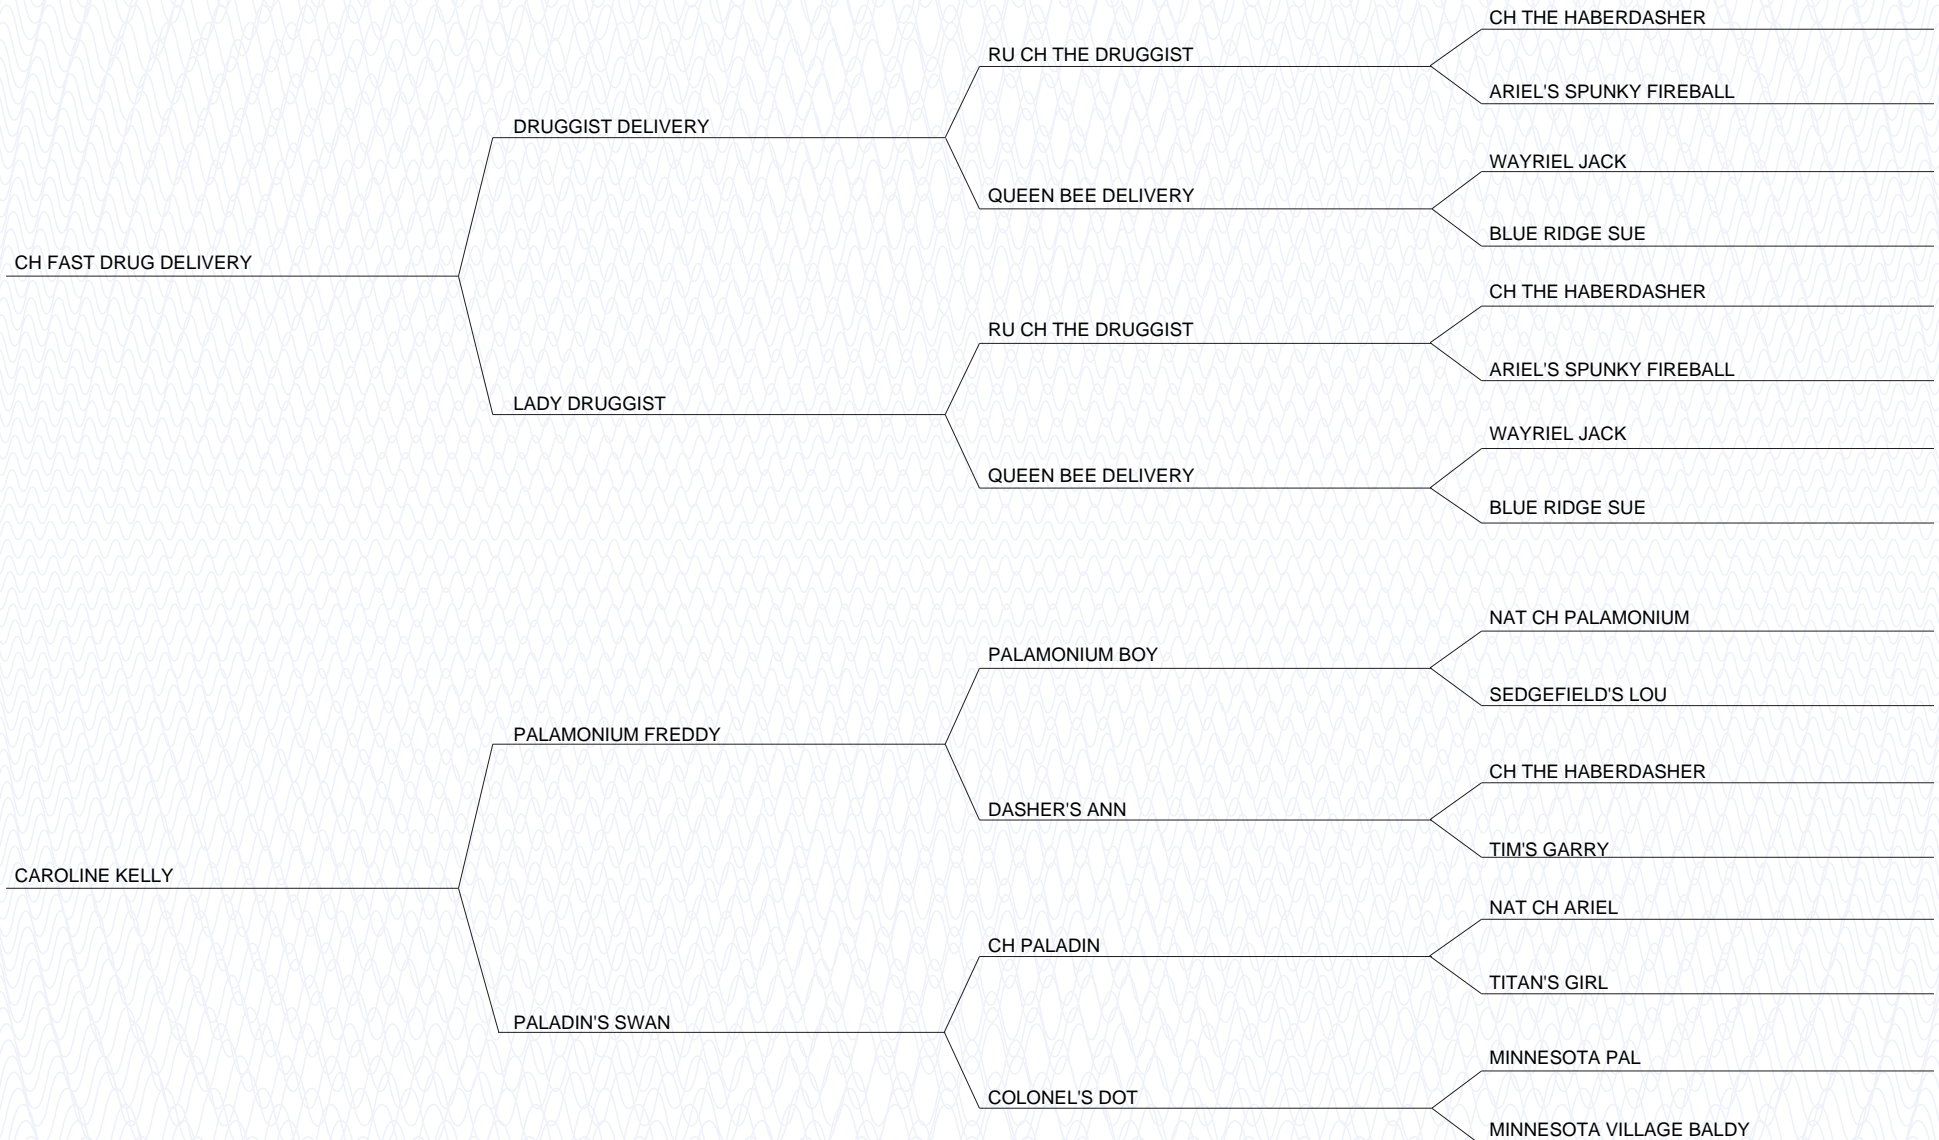 CH THE HABERDASHER
RU CH THE DRUGGIST
ARIEL'S SPUNKY FIREBALL
DRUGGIST DELIVERY
WAYRIEL JACK
QUEEN BEE DELIVERY
BLUE RIDGE SUE
CH FAST DRUG DELIVERY
CH THE HABERDASHER
RU CH THE DRUGGIST
ARIEL'S SPUNKY FIREBALL
LADY DRUGGIST
WAYRIEL JACK
QUEEN BEE DELIVERY
BLUE RIDGE SUE
NAT CH PALAMONIUM
PALAMONIUM BOY
SEDGEFIELD'S LOU
PALAMONIUM FREDDY
CH THE HABERDASHER
DASHER'S ANN
TIM'S GARRY
CAROLINE KELLY
NAT CH ARIEL
CH PALADIN
TITAN'S GIRL
PALADIN'S SWAN
MINNESOTA PAL
COLONEL'S DOT
MINNESOTA VILLAGE BALDY